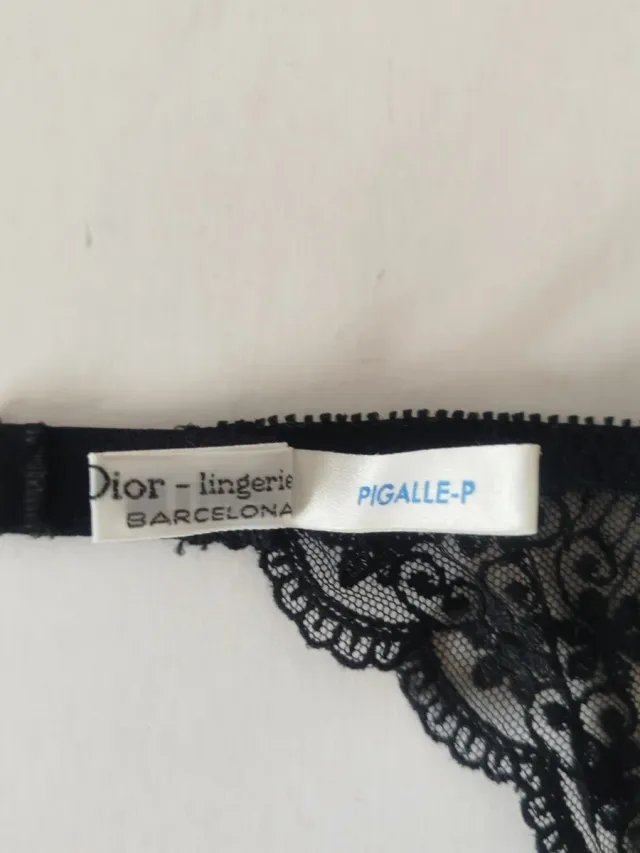 Dior - lingerie
BARCELONA
PIGALLE-P